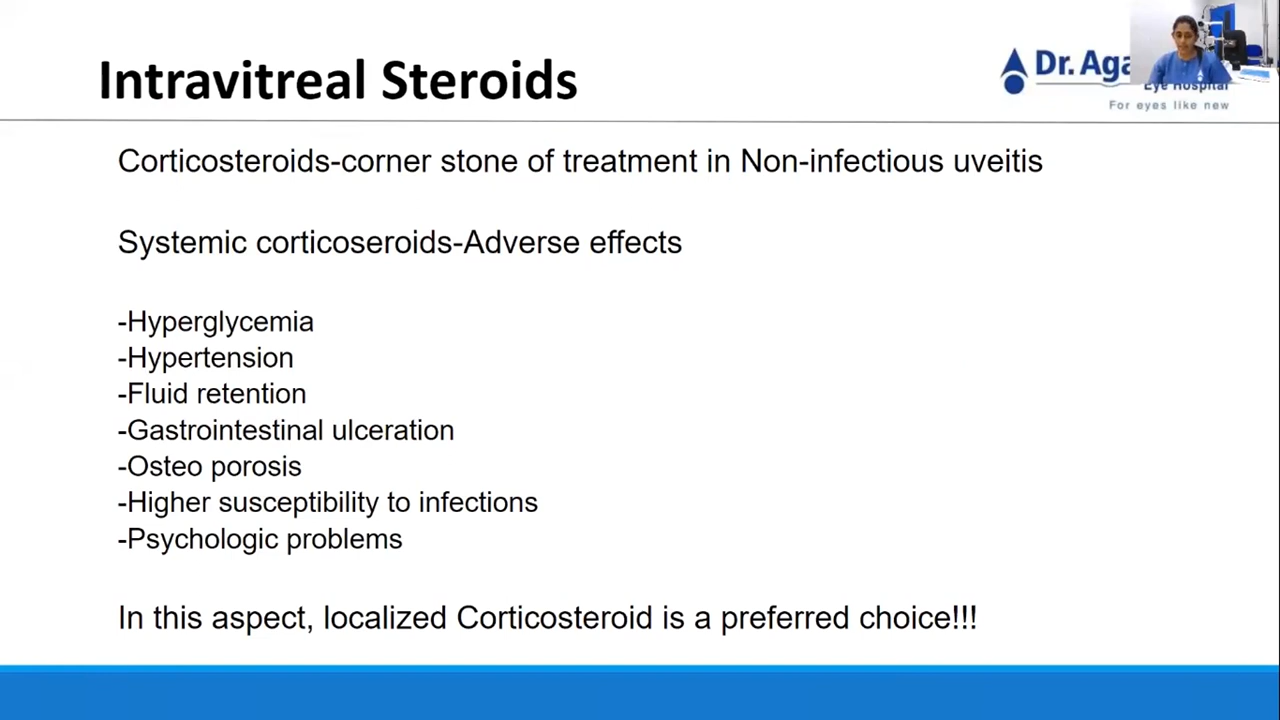 Intravitreal Steroids
Dr. Aga
Eye Hospital
For eyes like new
Corticosteroids-corner stone of treatment in Non-infectious uveitis
Systemic corticoseroids-Adverse effects
-Hyperglycemia
-Hypertension
-Fluid retention
-Gastrointestinal ulceration
-Osteo porosis
-Higher susceptibility to infections
-Psychologic problems
In this aspect, localized Corticosteroid is a preferred choice!!!